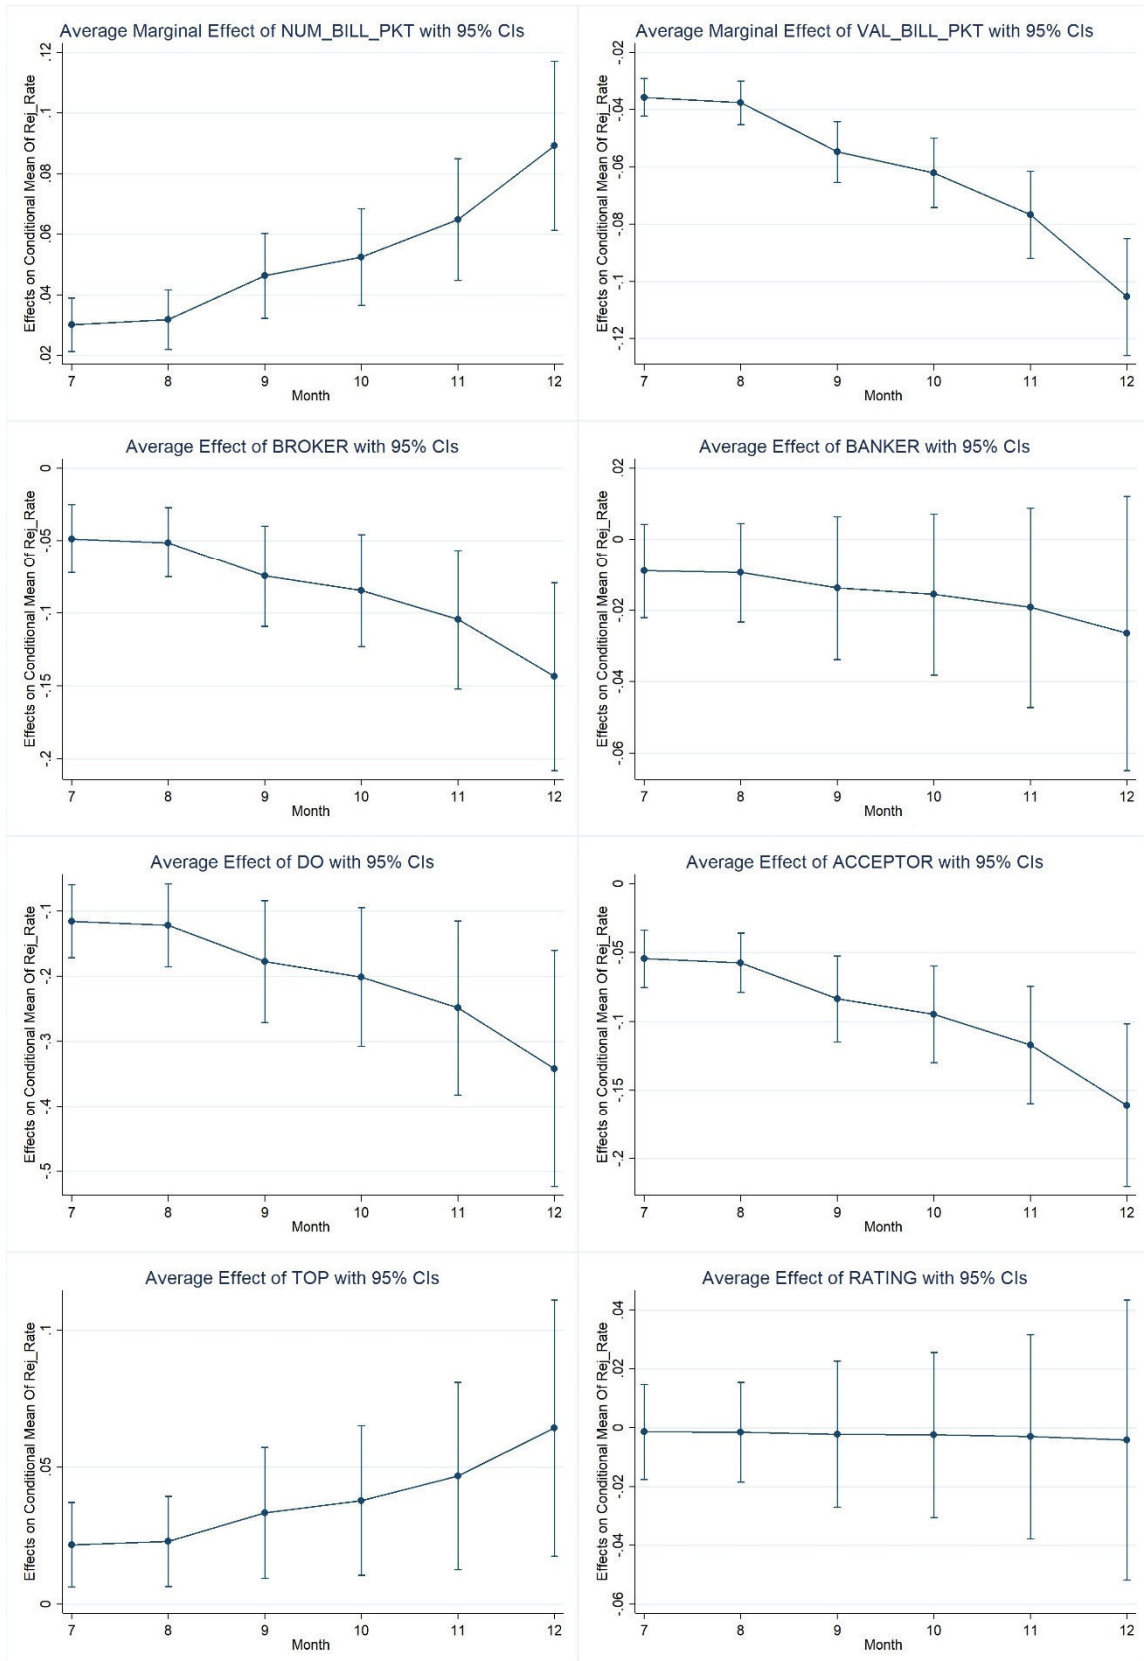 Average Marginal Effect of NUM_BILL_PKT with 95% CIs
Effects on Conditional Mean Of Rej_Rate
.12
.1
.08
.06
.04
.02
7 8 9 10 11 12
Month
Average Marginal Effect of VAL_BILL_PKT with 95% CIs
Effects on Conditional Mean Of Rej_Rate
-.02
-.04
-.06
-.08
-.1
-.12
7 8 9 10 11 12
Month
Average Effect of BROKER with 95% CIs
Effects on Conditional Mean Of Rej_Rate
0
-.05
-.1
-.15
-.2
7 8 9 10 11 12
Month
Average Effect of BANKER with 95% CIs
Effects on Conditional Mean Of Rej_Rate
.02
0
-.02
-.04
-.06
7 8 9 10 11 12
Month
Average Effect of DO with 95% CIs
Effects on Conditional Mean Of Rej_Rate
-.1
-.2
-.3
-.4
-.5
7 8 9 10 11 12
Month
Average Effect of ACCEPTOR with 95% CIs
Effects on Conditional Mean Of Rej_Rate
0
-.05
-.1
-.15
-.2
7 8 9 10 11 12
Month
Average Effect of TOP with 95% CIs
Effects on Conditional Mean Of Rej_Rate
.1
.05
0
7 8 9 10 11 12
Month
Average Effect of RATING with 95% CIs
Effects on Conditional Mean Of Rej_Rate
.04
.02
0
-.02
-.04
-.06
7 8 9 10 11 12
Month